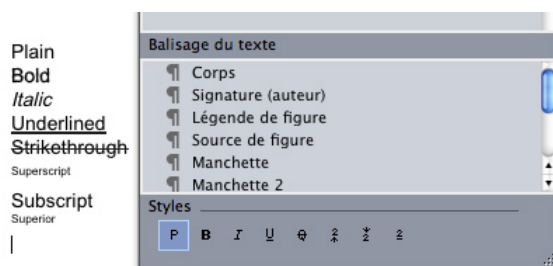 Plain
Bold
Italic
Underlined
Strikethrough
Superscript
Subscript
Superior
Balisage du texte
¶ Corps
¶ Signature (auteur)
¶ Légende de figure
¶ Source de figure
¶ Manchette
¶ Manchette 2
Styles
P B I U